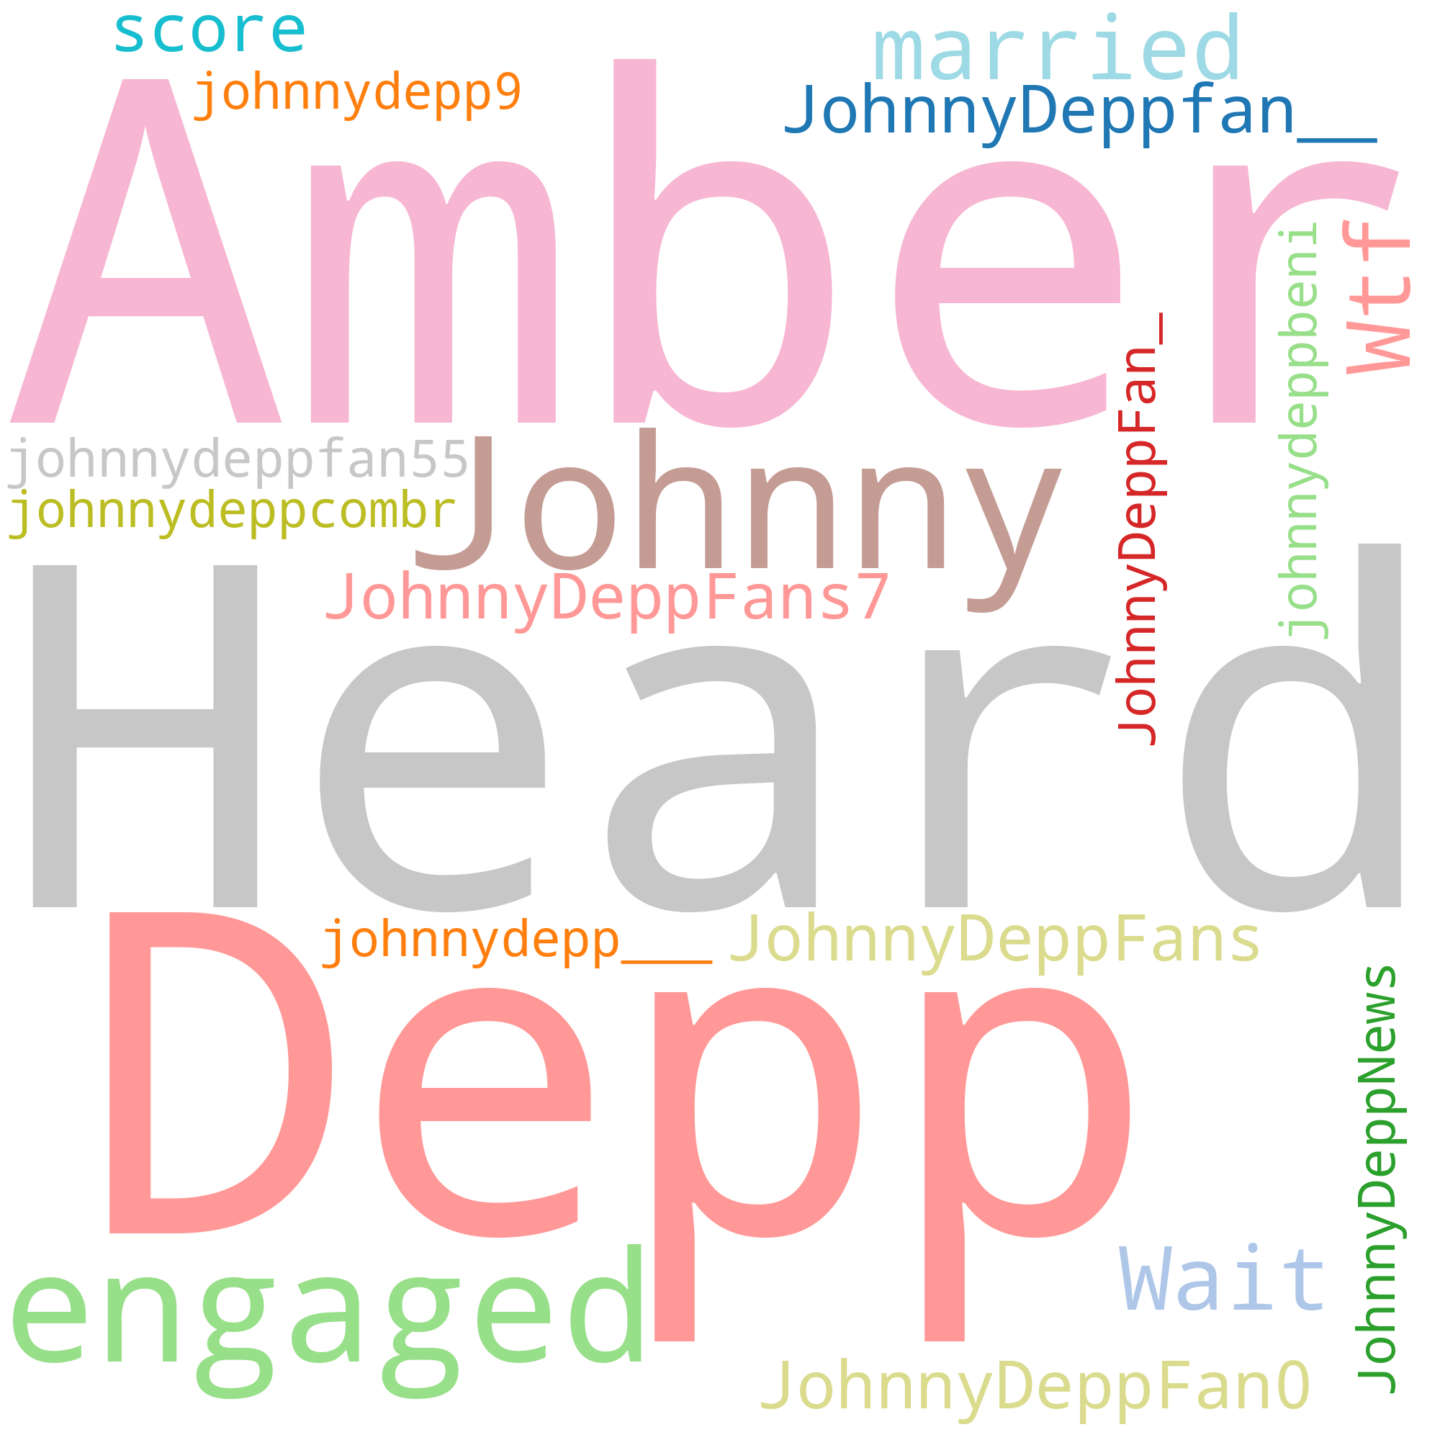 score
married
johnnydepp9
JohnnyDeppfan__
Amber
Wtf
johnnydeppbeni
JohnnyDeppFan_
johnnydeppfan55
Johnny
johnnydeppcombr
JohnnyDeppFans7
Heard
johnnydepp___
JohnnyDeppFans
Depp
JohnnyDeppNews
engaged
Wait
JohnnyDeppFan0